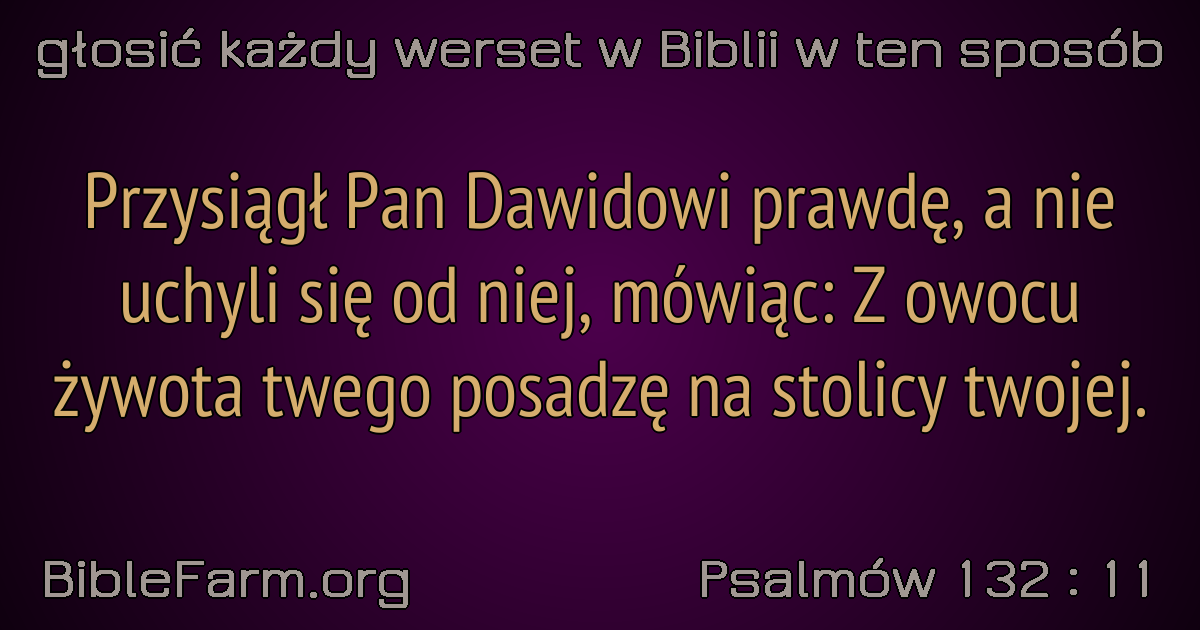 głosić każdy werset w Biblii w ten sposób
Przysiągł Pan Dawidowi prawdę, a nie
uchyli się od niej, mówiąc: Z owocu
żywota twego posadzę na stolicy twojej.
BibleFarm.org
Psalmów 132 : 11